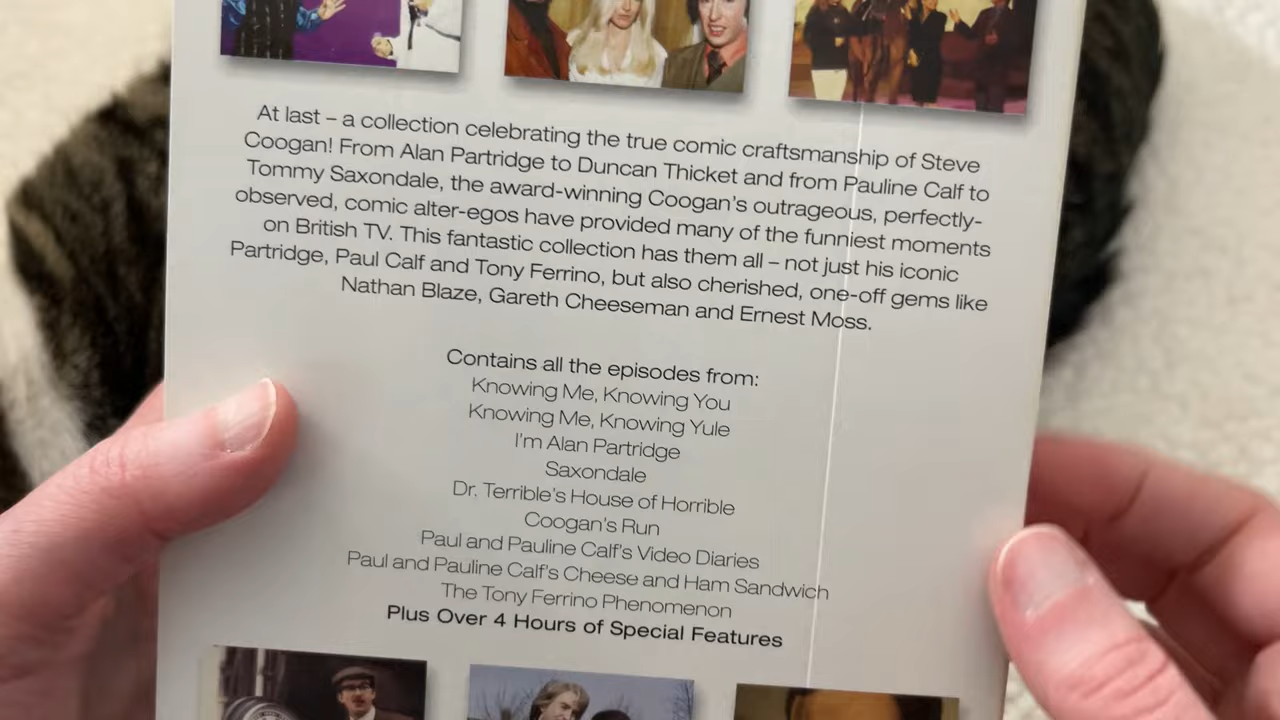 At last – a collection celebrating the true comic craftsmanship of Steve
Coogan! From Alan Partridge to Duncan Thicket and from Pauline Calf to
Tommy Saxondale, the award-winning Coogan's outrageous, perfectly-
observed, comic alter-egos have provided many of the funniest moments
on British TV. This fantastic collection has them all – not just his iconic
Partridge, Paul Calf and Tony Ferrino, but also cherished, one-off gems like
Nathan Blaze, Gareth Cheeseman and Ernest Moss.
Contains all the episodes from:
Knowing Me, Knowing You
Knowing Me, Knowing Yule
I'm Alan Partridge
Saxondale
Dr. Terrible's House of Horrible
Coogan's Run
Paul and Pauline Calf's Video Diaries
Paul and Pauline Calf's Cheese and Ham Sandwich
The Tony Ferrino Phenomenon
Plus Over 4 Hours of Special Features